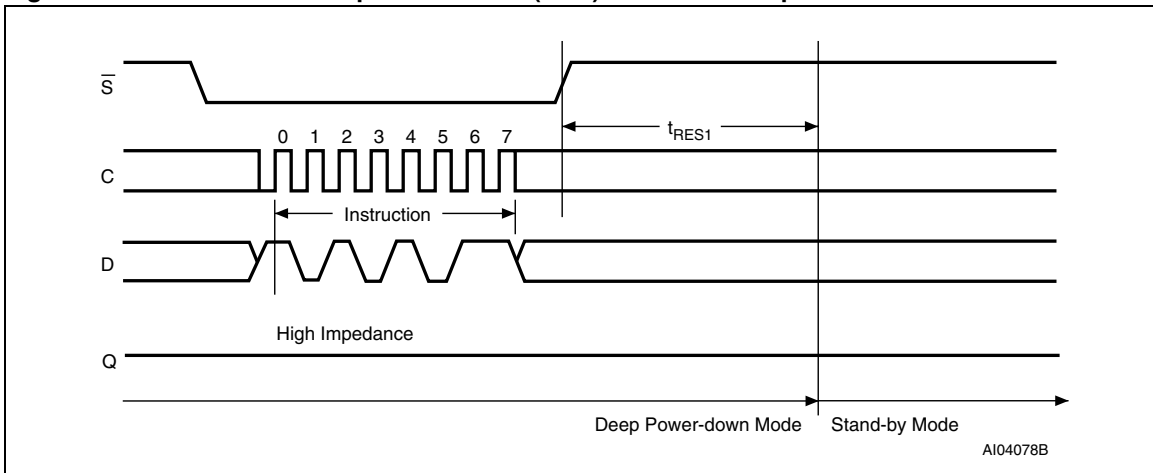 S
tRES1
0 1 2 3 4 5 6 7
C
Instruction
D
High Impedance
Q
Deep Power-down Mode Stand-by Mode
AI04078B